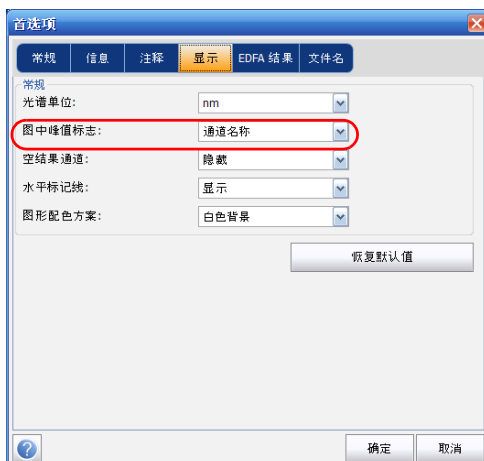 首选项
常规 信息 注释 显示 EDFA 结果 文件名
常规
光谱单位: nm
图中峰值标志: 通道名称
空结果通道: 隐藏
水平标记线: 显示
图形配色方案: 白色背景
恢复默认值
? 确定 取消